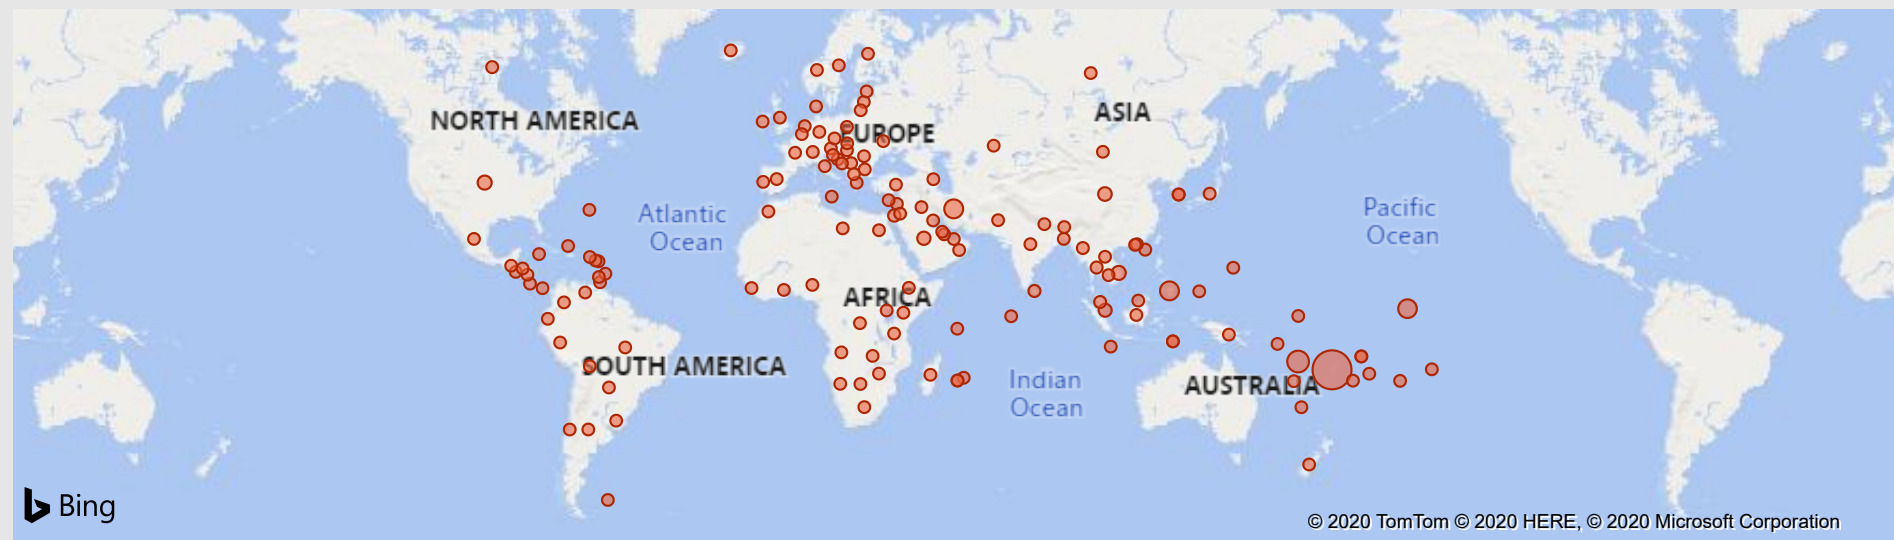 NORTH AMERICA
EUROPE
ASIA
Atlantic
Ocean
Pacific
Ocean
AFRICA
SOUTH AMERICA
Indian
Ocean
AUSTRALIA
Bing
© 2020 TomTom © 2020 HERE, © 2020 Microsoft Corporation